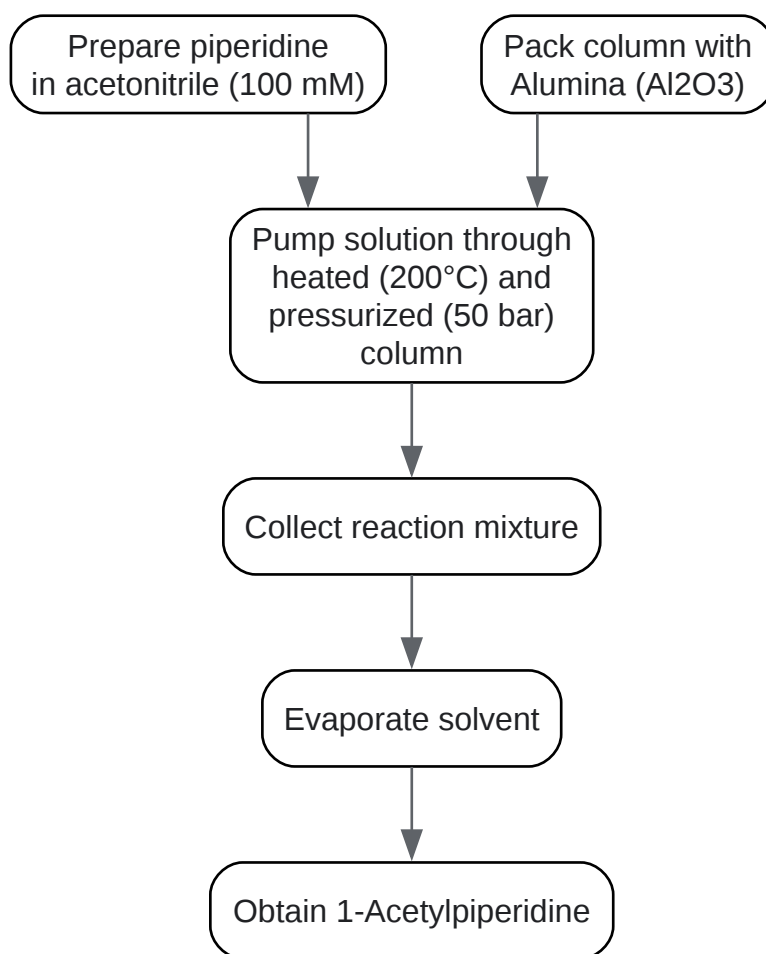 Prepare piperidine
in acetonitrile (100 mM)
Pack column with
Alumina (Al2O3)
Pump solution through
heated (200°C) and
pressurized (50 bar)
column
Collect reaction mixture
Evaporate solvent
Obtain 1-Acetylpiperidine